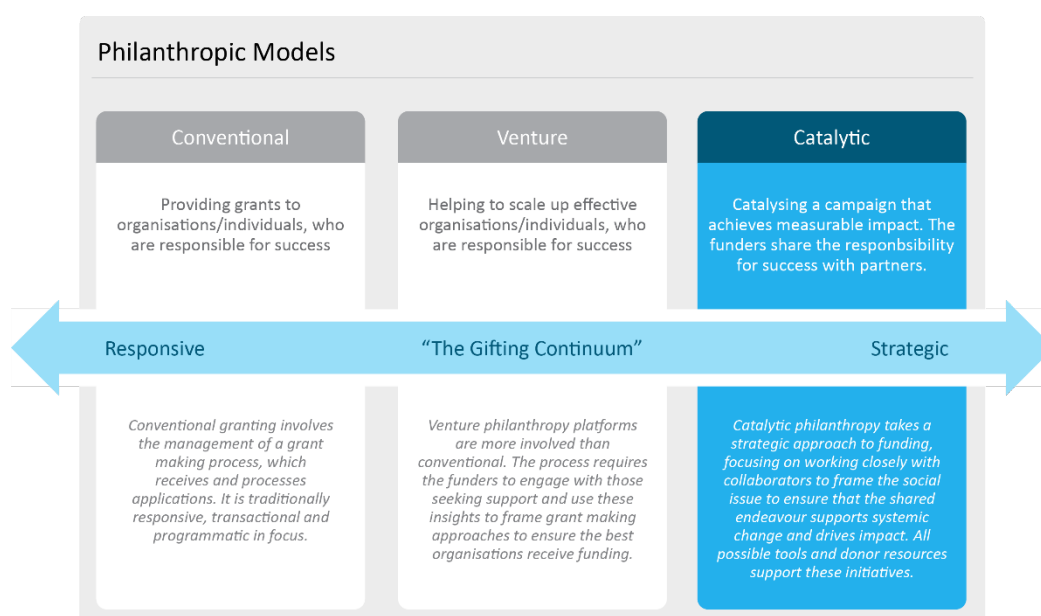 Philanthropic Models
Conventional
Providing grants to
organisations/individuals, who
are responsible for success
Venture
Helping to scale up effective
organisations/individuals, who
are responsible for success
Catalytic
Catalysing a campaign that
achieves measurable impact. The
funders share the responbsibility
for success with partners.
Responsive
“The Gifting Continuum”
Strategic
Conventional granting involves
the management of a grant
making process, which
receives and processes
applications. It is traditionally
responsive, transactional and
programmatic in focus.
Venture philanthropy platforms
are more involved than
conventional. The process requires
the funders to engage with those
seeking support and use these
insights to frame grant making
approaches to ensure the best
organisations receive funding.
Catalytic philanthropy takes a
strategic approach to funding,
focusing on working closely with
collaborators to frame the social
issue to ensure that the shared
endeavour supports systemic
change and drives impact. All
possible tools and donor resources
support these initiatives.